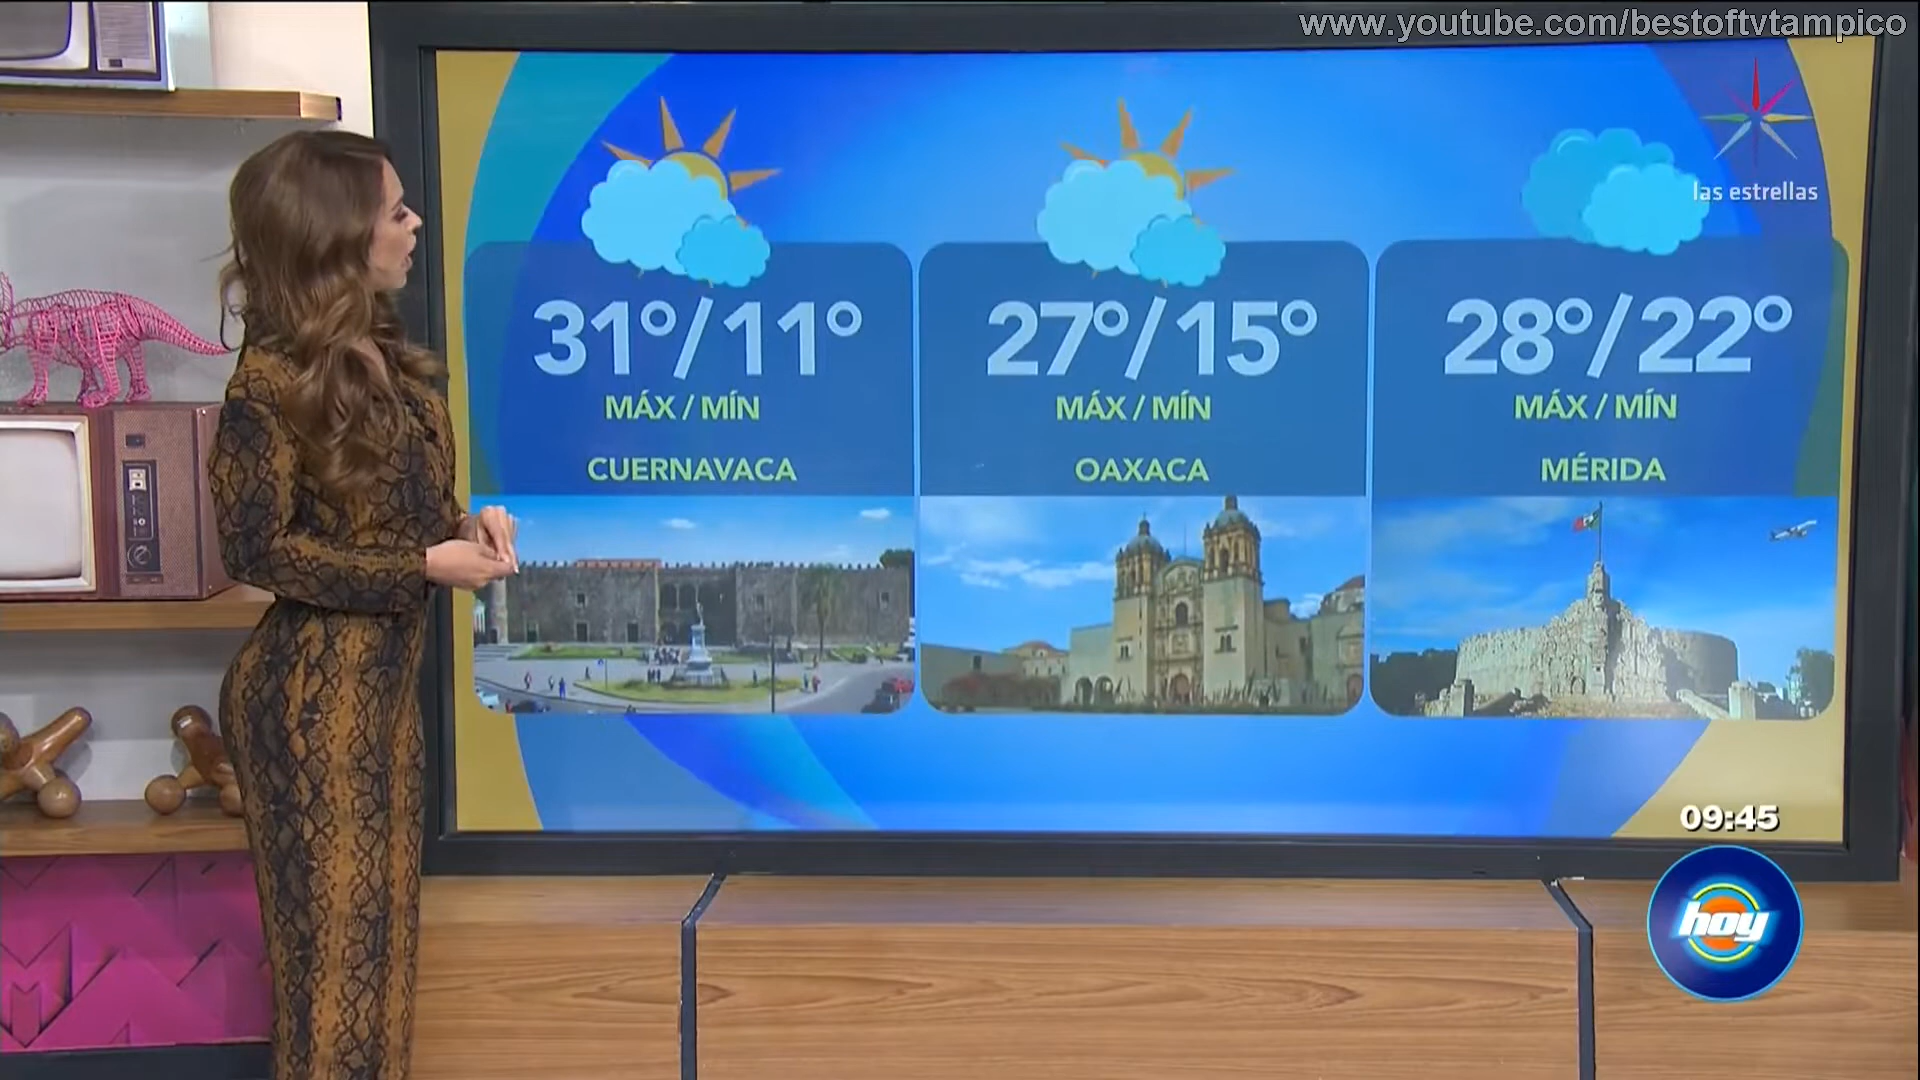 www.youtube.com/bestoftvtampico
las estrellas
31°/11°
MÁX / MÍN
CUERNAVACA
27°/15°
MÁX / MÍN
OAXACA
28°/22°
MÁX / MÍN
MÉRIDA
09:45
hoy